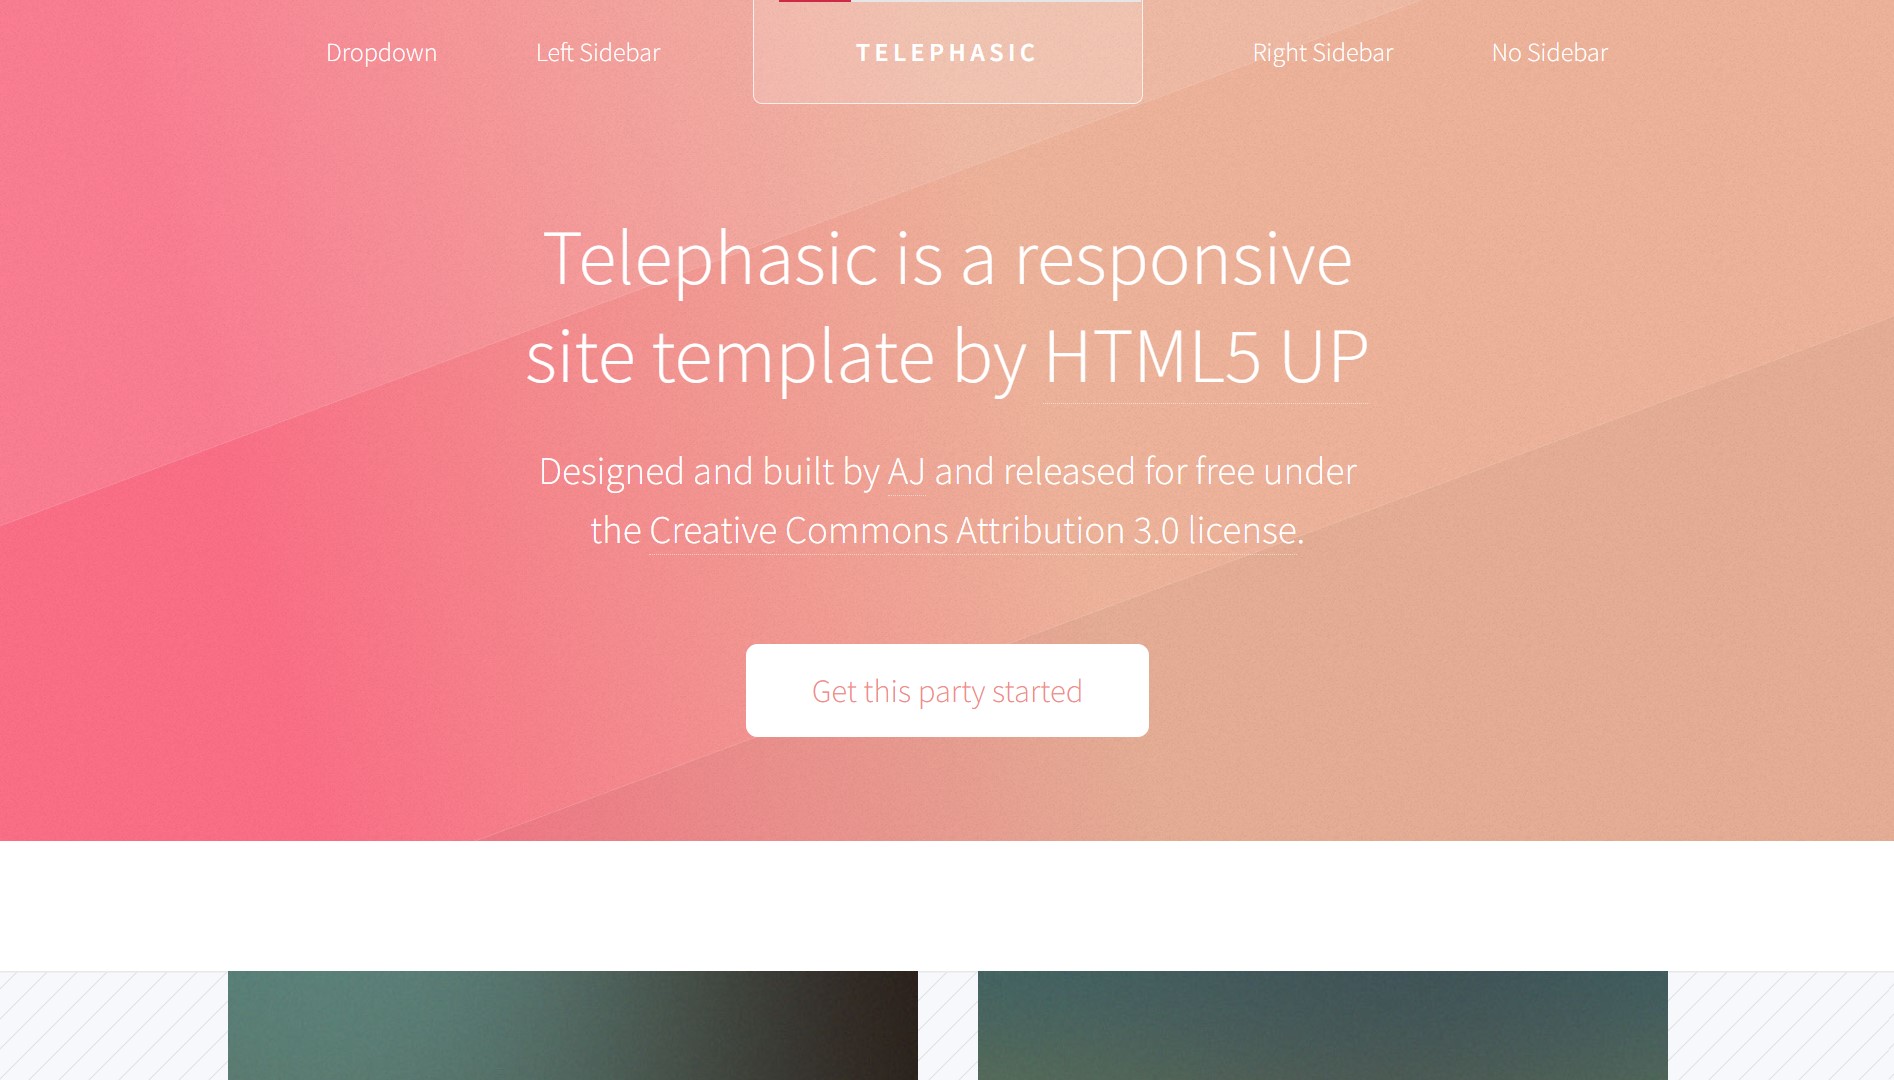 Dropdown
Left Sidebar
TELEPHASIC
Right Sidebar
No Sidebar
Telephasic is a responsive
site template by HTML5 UP
Designed and built by AJ and released for free under
the Creative Commons Attribution 3.0 license.
Get this party started